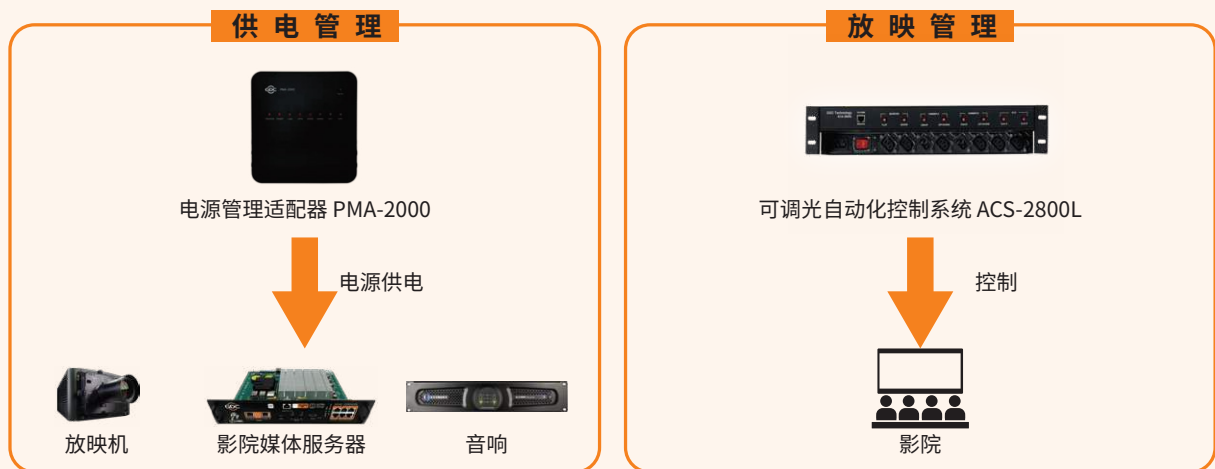 供电管理
电源管理适配器 PMA-2000
电源供电
放映机
影院媒体服务器
音响
放映管理
GDC Technology
可调光自动化控制系统 ACS-2800L
控制
影院